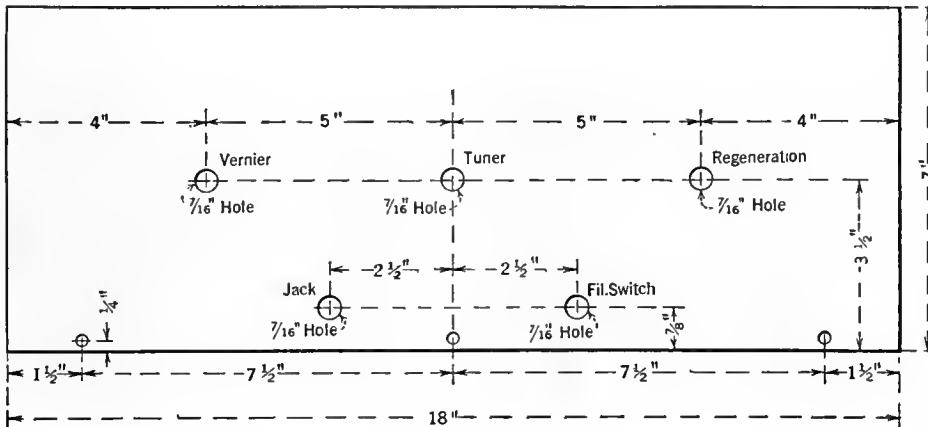 4" 5" 5" 4"
Vernier Tuner Regeneration
7/16" Hole 7/16" Hole 7/16" Hole
7"
3 1/2"
2 1/2" 2 1/2"
Jack Fil.Switch
7/16" Hole 7/16" Hole
1/4" 7/8"
1 1/2" 7 1/2" 7 1/2" 1 1/2"
18"